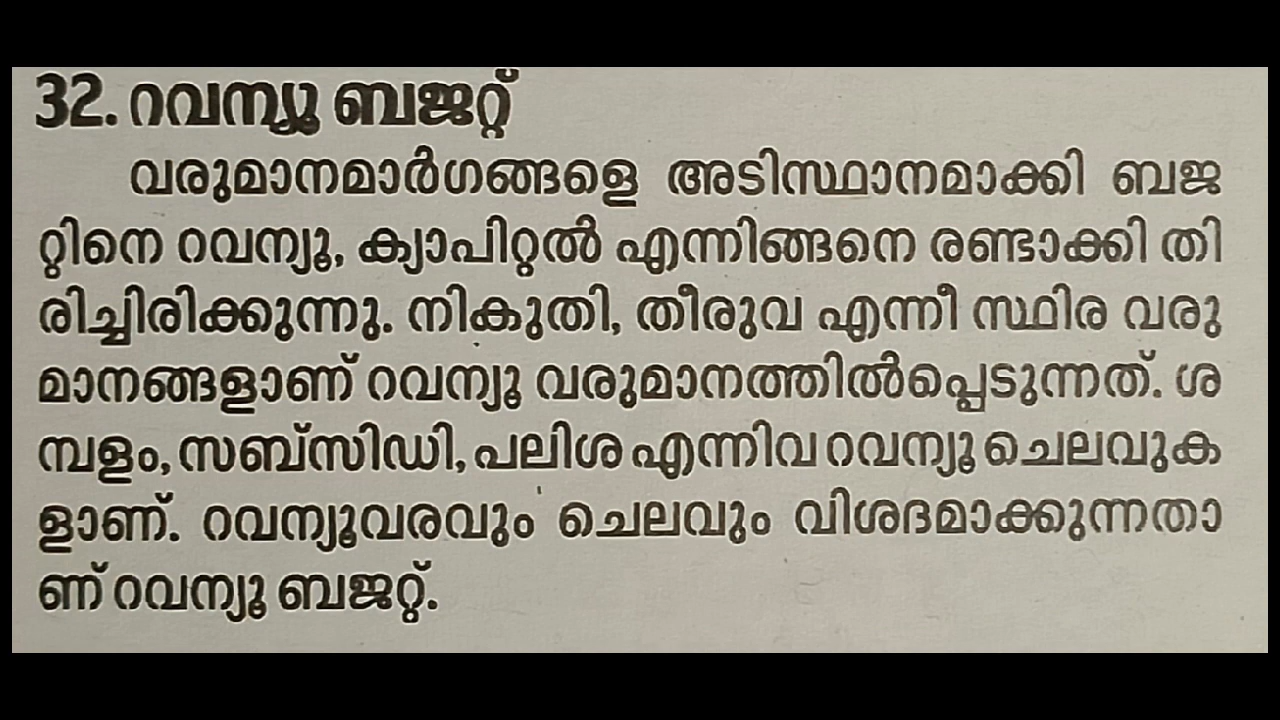 32. റവന്യൂ ബജറ്റ്
വരുമാനമാർഗങ്ങളെ അടിസ്ഥാനമാക്കി ബജ
റ്റിനെ റവന്യൂ, ക്യാപിറ്റൽ എന്നിങ്ങനെ രണ്ടാക്കി തി
രിച്ചിരിക്കുന്നു. നികുതി, തീരുവ എന്നീ സ്ഥിര വരു
മാനങ്ങളാണ് റവന്യൂ വരുമാനത്തിൽപ്പെടുന്നത്. ശ
മ്പളം, സബ്സിഡി, പലിശ എന്നിവ റവന്യൂ ചെലവുക
ളാണ്. റവന്യൂവരവും ചെലവും വിശദമാക്കുന്നതാ
ണ് റവന്യൂ ബജറ്റ്.